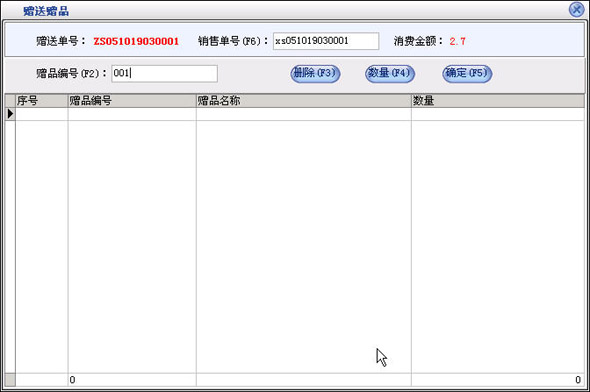 赠送赠品
赠送单号： ZS051019030001 销售单号(F6)： xs051019030001 消费金额： 2.7
赠品编号(F2)： 001 删除(F3) 数量(F4) 确定(F5)
序号 赠品编号 赠品名称 数量
0 0